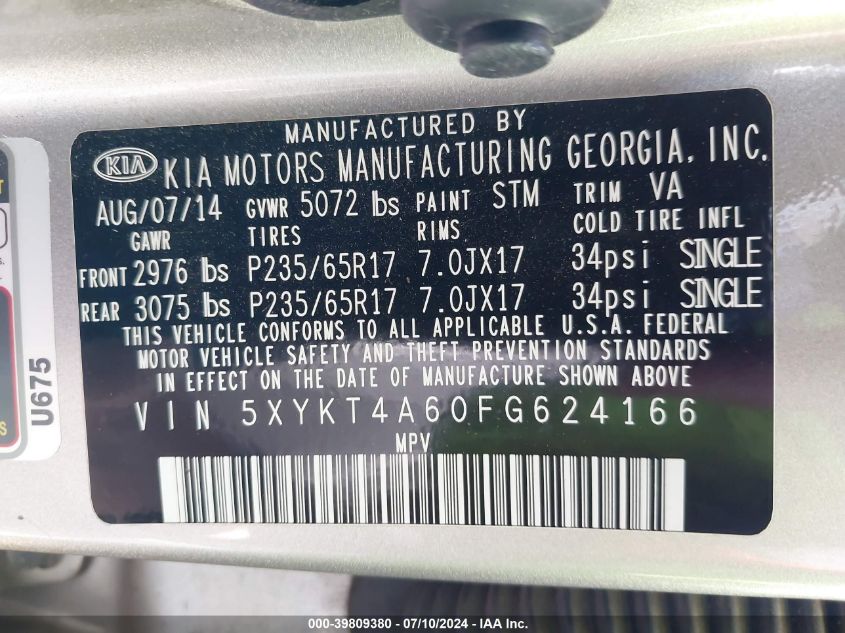 MANUFACTURED BY
KIA KIA MOTORS MANUFACTURING GEORGIA, INC.
AUG/07/14 GVWR 5072 lbs PAINT STM TRIM VA
GAWR TIRES RIMS COLD TIRE INFL
FRONT 2976 lbs P235/65R17 7.0JX17 34psi SINGLE
REAR 3075 lbs P235/65R17 7.0JX17 34psi SINGLE
THIS VEHICLE CONFORMS TO ALL APPLICABLE U.S.A. FEDERAL
MOTOR VEHICLE SAFETY AND THEFT PREVENTION STANDARDS
IN EFFECT ON THE DATE OF MANUFACTURE SHOWN ABOVE
VIN 5XYKT4A60FG624166
MPV
U675
000-39809380 - 07/10/2024 - IAA Inc.